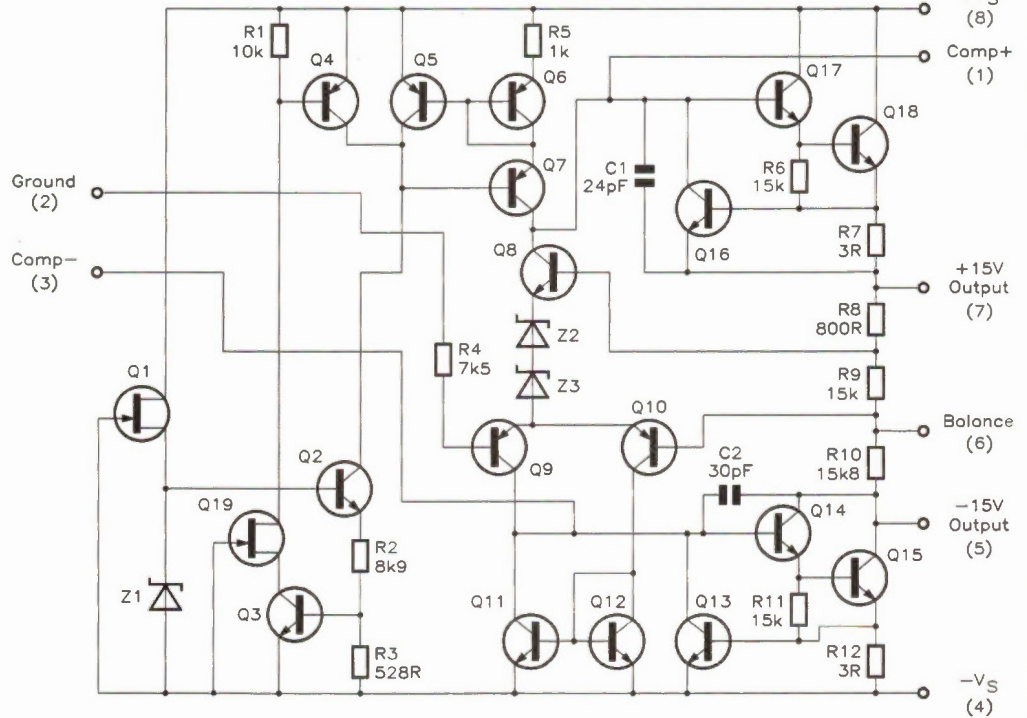 S
(8)
R1
10k
Q4
Q5
R5
1k
Q6
Comp+
(1)
Q17
Q18
Q7
C1
24pF
R6
15k
Ground
(2)
Q8
Q16
R7
3R
Comp−
(3)
+15V
Output
(7)
Z2
R8
800R
R4
7k5
Z3
R9
15k
Q1
Q10
Bolonce
(6)
Q9
C2
30pF
R10
15k8
Q2
Q14
Q19
−15V
Output
(5)
R2
8k9
Q15
Z1
Q3
Q11
Q12
Q13
R11
15k
R3
528R
R12
3R
−VS
(4)